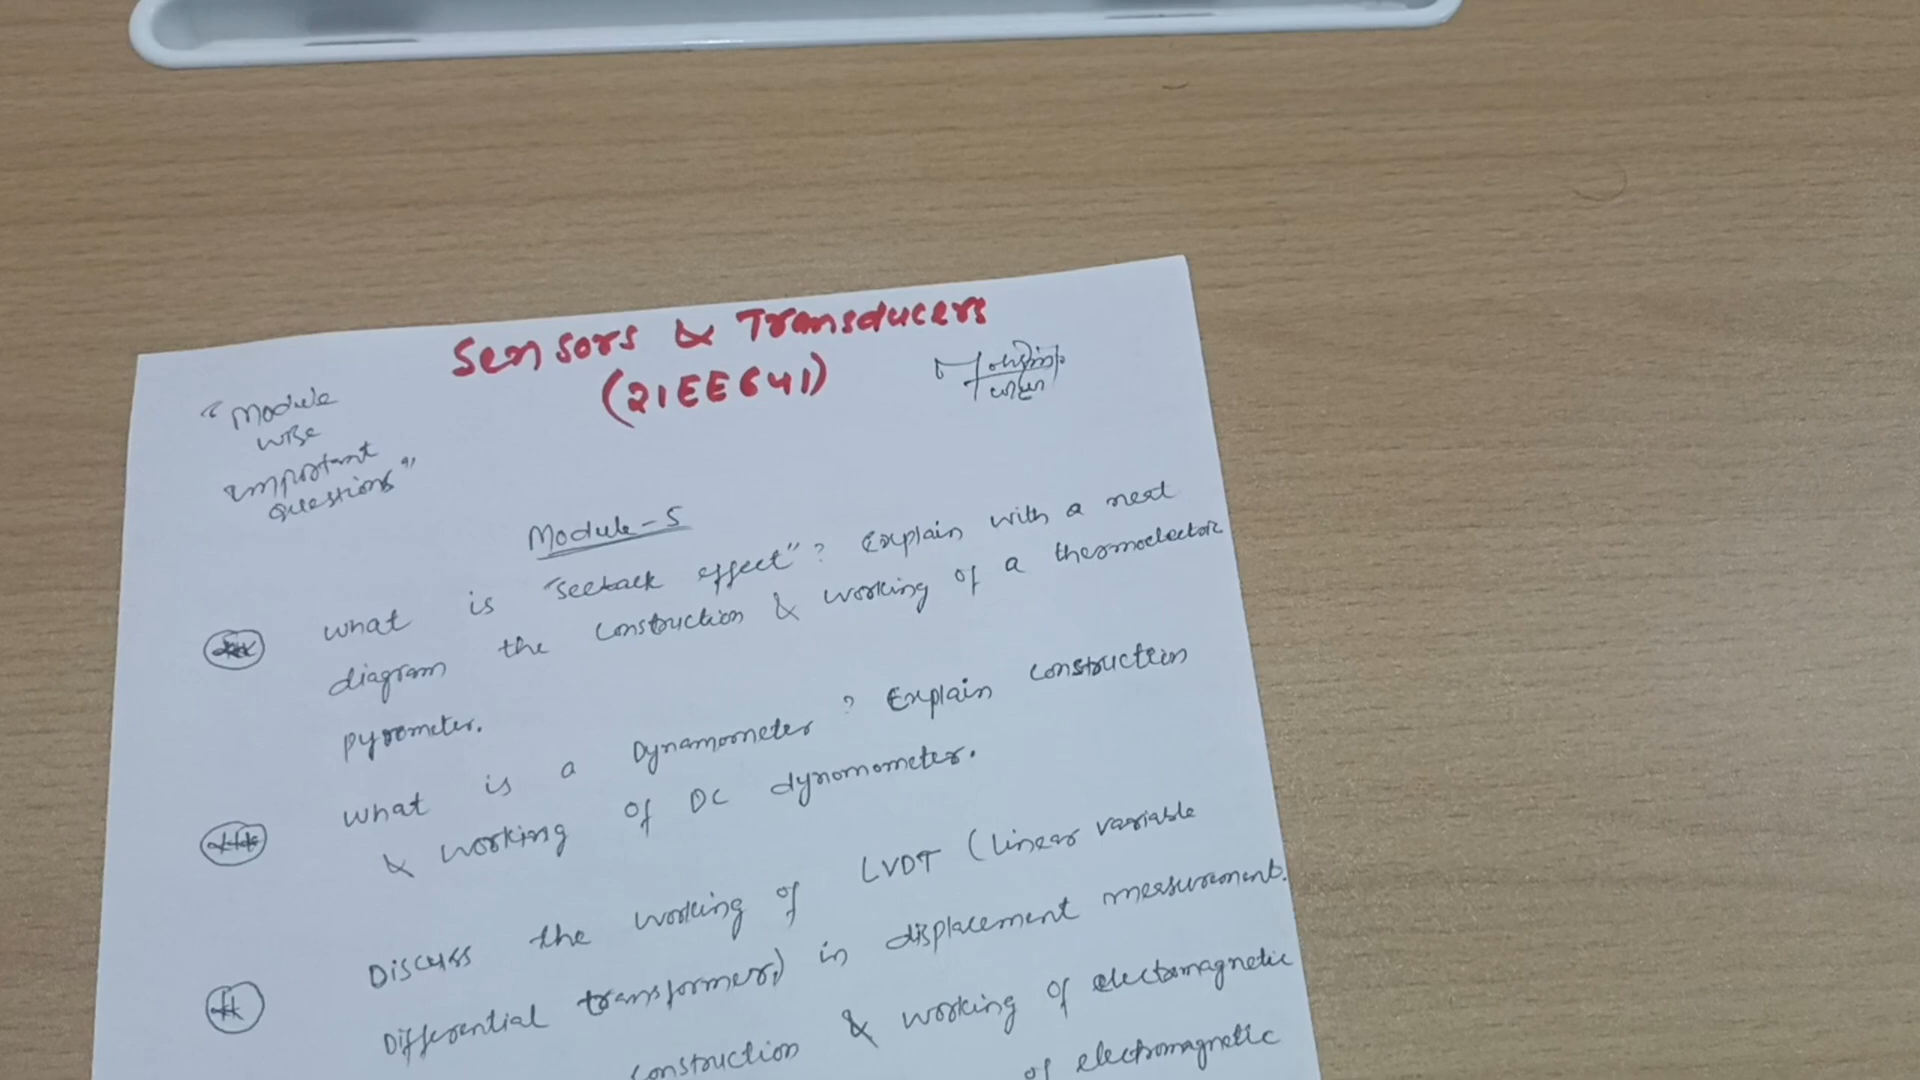 Sensors & Transducers
(21EE641)
"Module
wise
important
questions"
Module-5
What is "seeback effect"? Explain with a neat
diagram the construction & working of a thermoelectric
pyrometer.
What is a Dynamometer? Explain construction
& working of DC dynomometer.
Discuss the working of LVDT (Linear variable
Differential transformer) in displacement measurement.
construction & working of electromagnetic
of electromagnetic